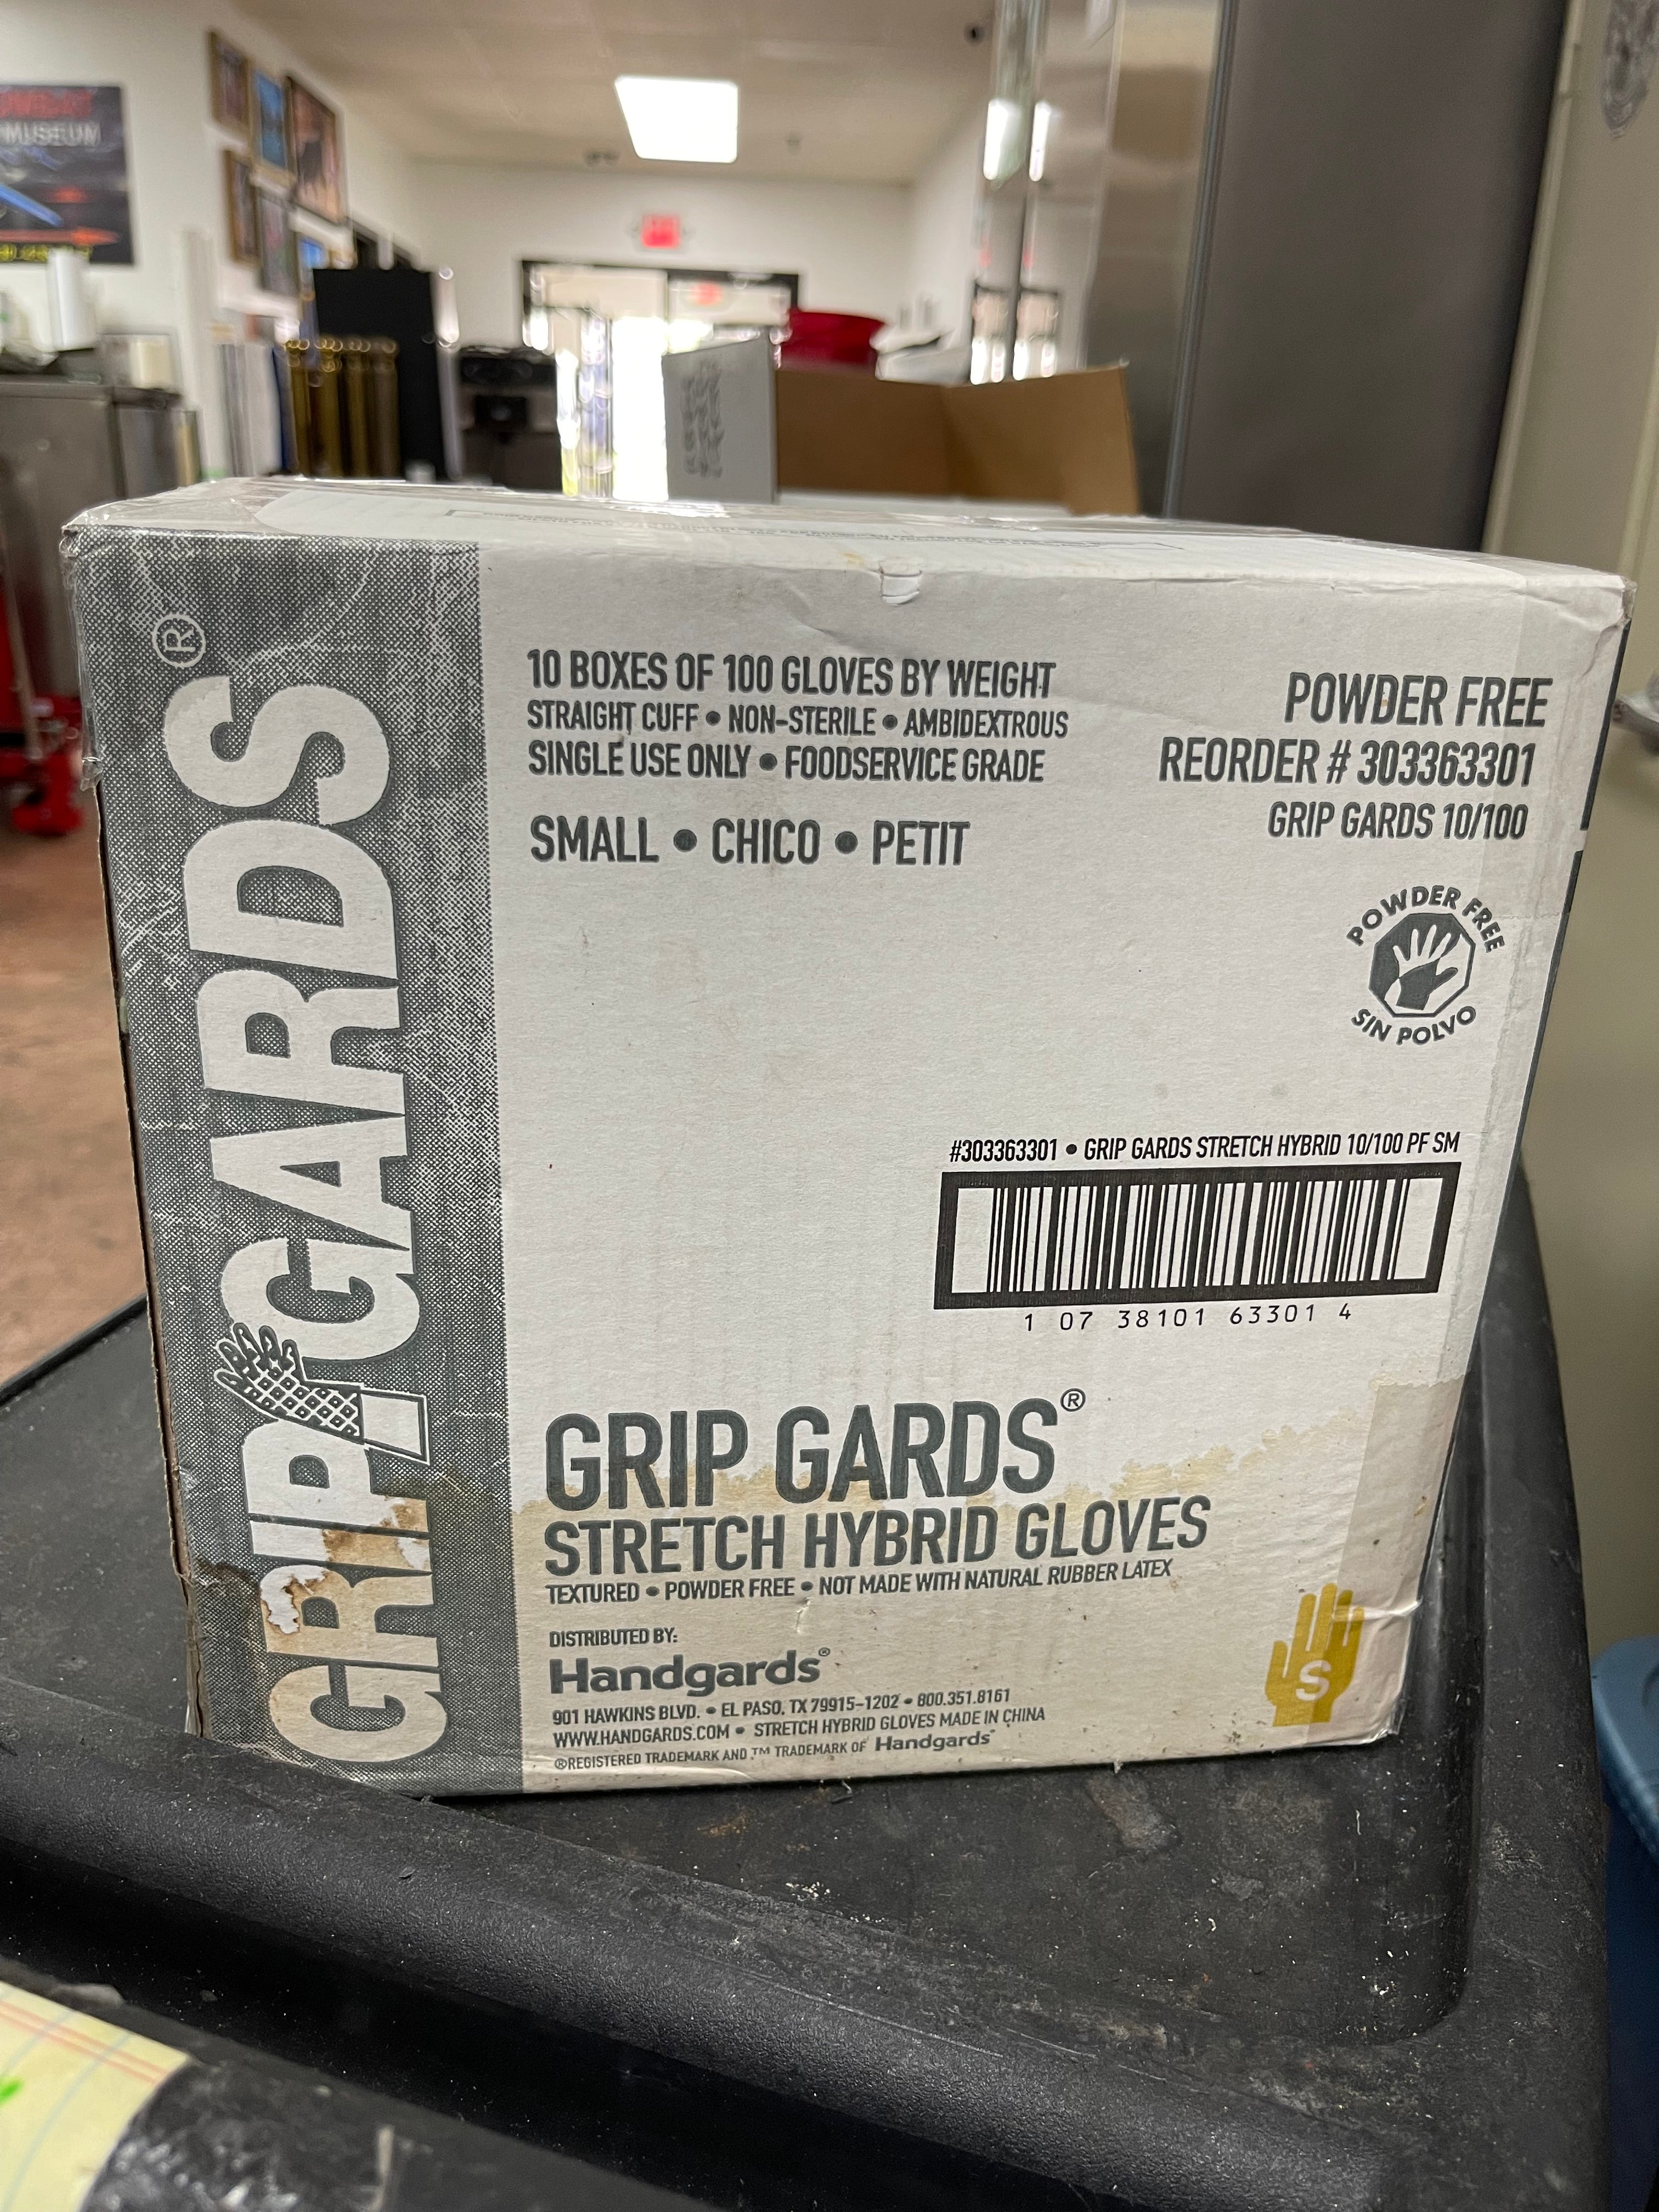 MUSEUM
GRIP GARDS®
10 BOXES OF 100 GLOVES BY WEIGHT
STRAIGHT CUFF • NON-STERILE • AMBIDEXTROUS
SINGLE USE ONLY • FOODSERVICE GRADE
SMALL • CHICO • PETIT
POWDER FREE
REORDER # 303363301
GRIP GARDS 10/100
POWDER FREE
SIN POLVO
#303363301 • GRIP GARDS STRETCH HYBRID 10/100 PF SM
1 07 38101 63301 4
GRIP GARDS®
STRETCH HYBRID GLOVES
TEXTURED • POWDER FREE • NOT MADE WITH NATURAL RUBBER LATEX
DISTRIBUTED BY:
Handgards®
901 HAWKINS BLVD. • EL PASO, TX 79915-1202 • 800.351.8161
WWW.HANDGARDS.COM • STRETCH HYBRID GLOVES MADE IN CHINA
®REGISTERED TRADEMARK AND ™ TRADEMARK OF Handgards®
S